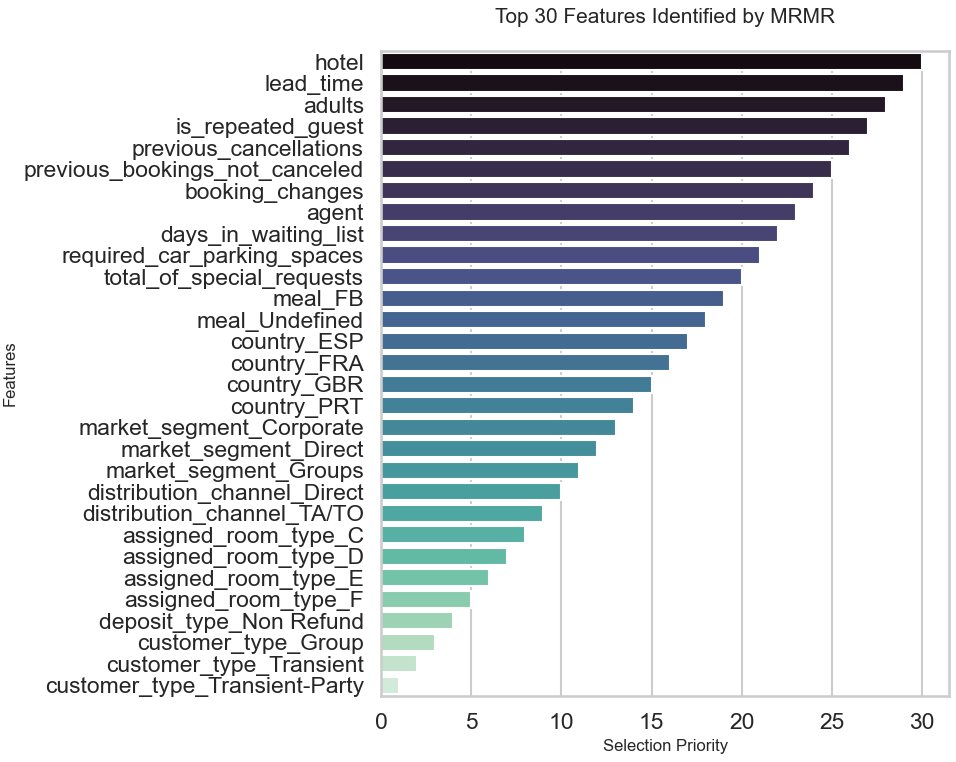 Top 30 Features Identified by MRMR
Features
hotel
lead_time
adults
is_repeated_guest
previous_cancellations
previous_bookings_not_canceled
booking_changes
agent
days_in_waiting_list
required_car_parking_spaces
total_of_special_requests
meal_FB
meal_Undefined
country_ESP
country_FRA
country_GBR
country_PRT
market_segment_Corporate
market_segment_Direct
market_segment_Groups
distribution_channel_Direct
distribution_channel_TA/TO
assigned_room_type_C
assigned_room_type_D
assigned_room_type_E
assigned_room_type_F
deposit_type_Non Refund
customer_type_Group
customer_type_Transient
customer_type_Transient-Party
0 5 10 15 20 25 30
Selection Priority